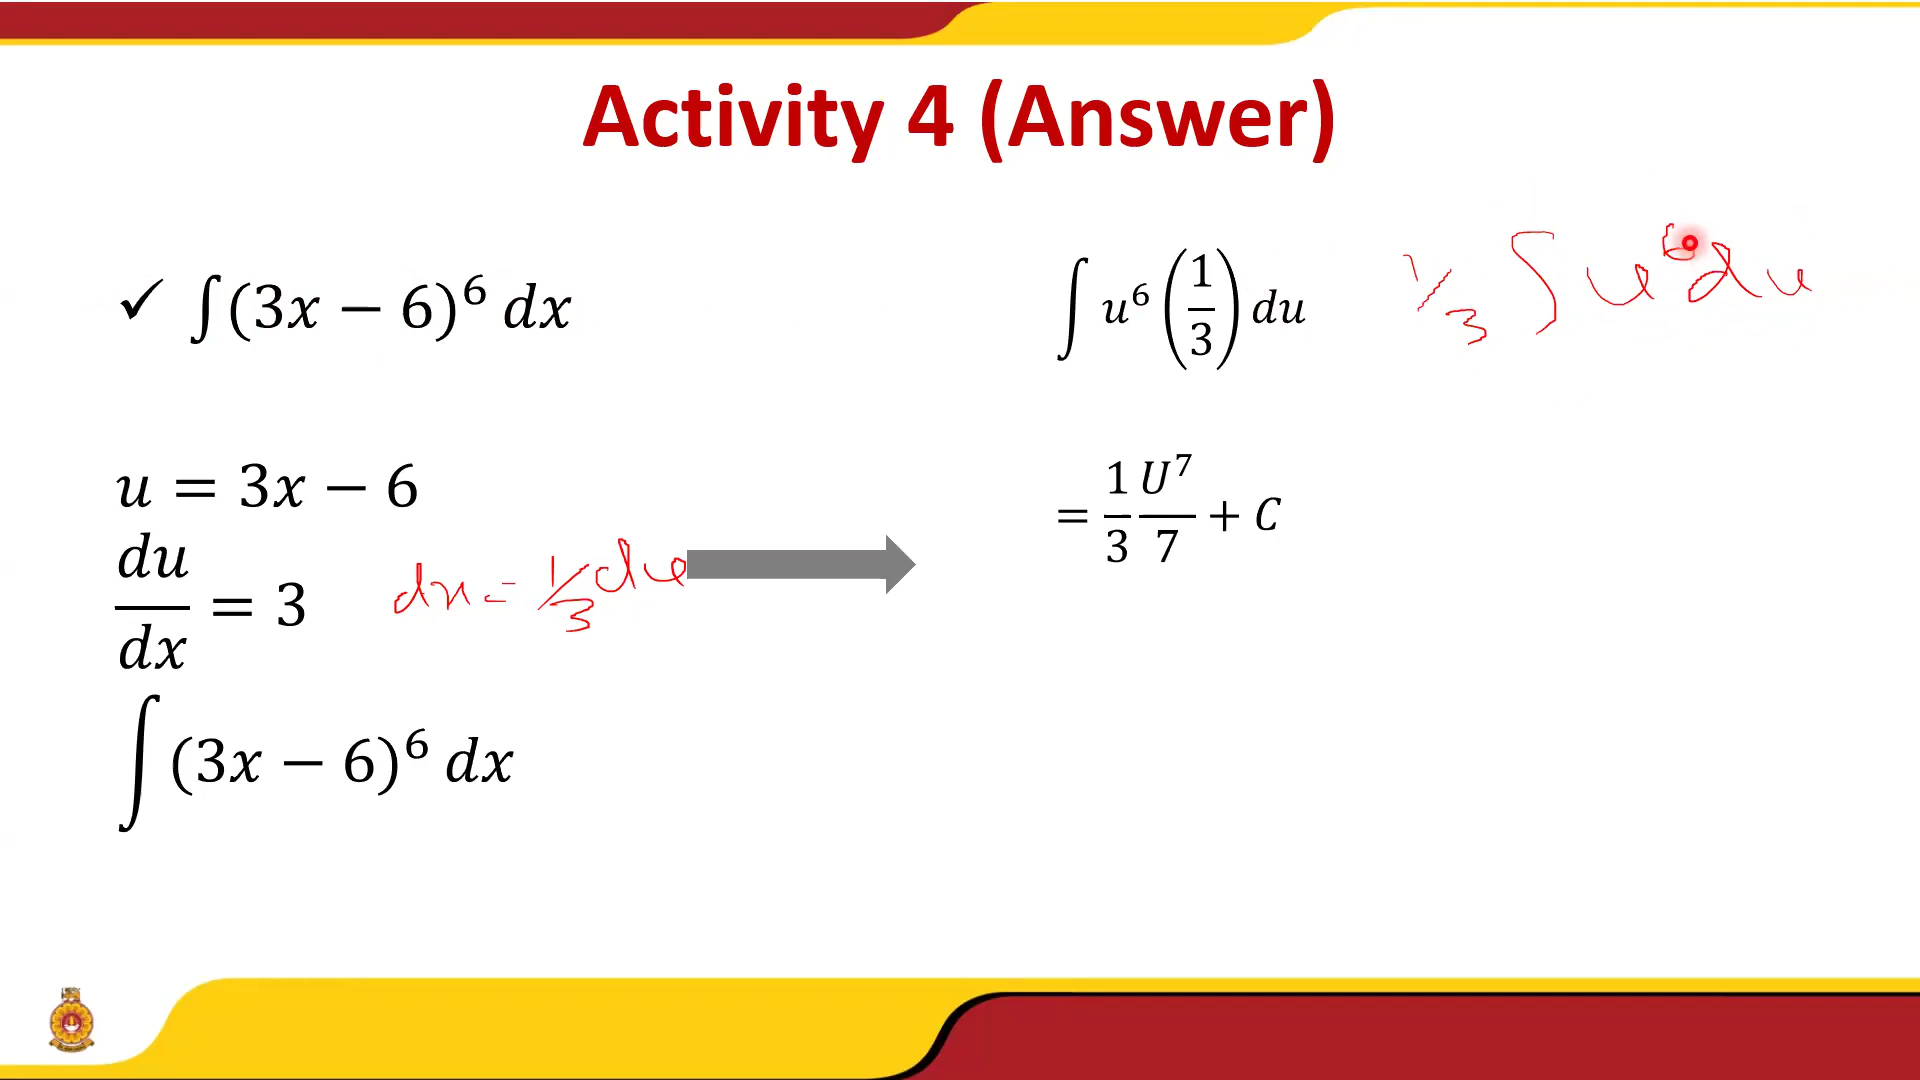 Activity 4 (Answer)
✓ ∫(3x − 6)⁶ dx
u = 3x − 6
du/dx = 3 dx = 1/3 du
∫(3x − 6)⁶ dx
∫ u⁶ (1/3) du 1/3 ∫ u⁶ du
= 1/3 U⁷/7 + C